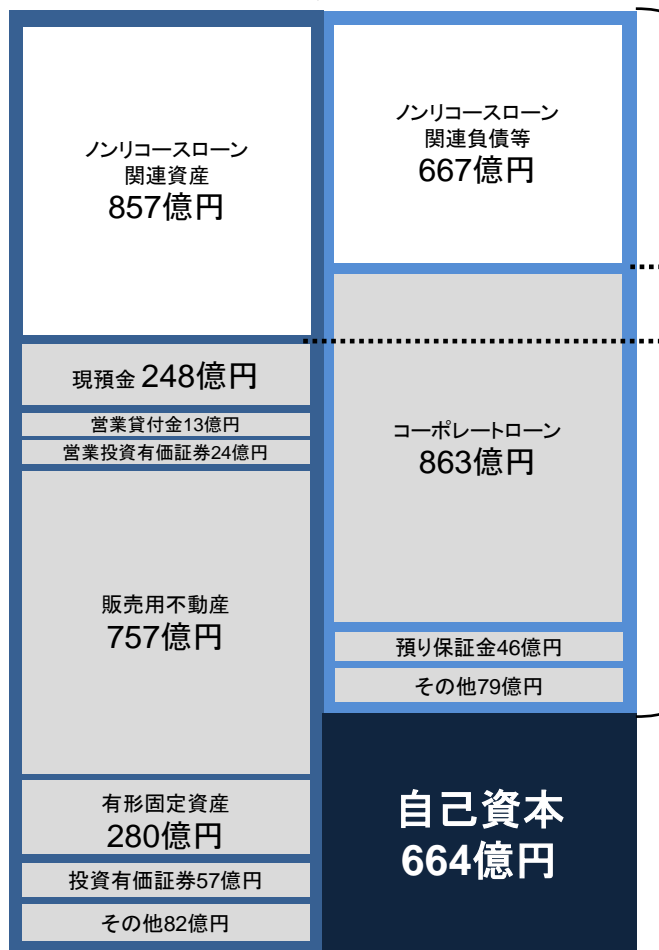 ノンリコースローン
関連資産
857億円
現預金 248億円
営業貸付金13億円
営業投資有価証券24億円
販売用不動産
757億円
有形固定資産
280億円
投資有価証券57億円
その他82億円
ノンリコースローン
関連負債等
667億円
コーポレートローン
863億円
預り保証金46億円
その他79億円
自己資本
664億円